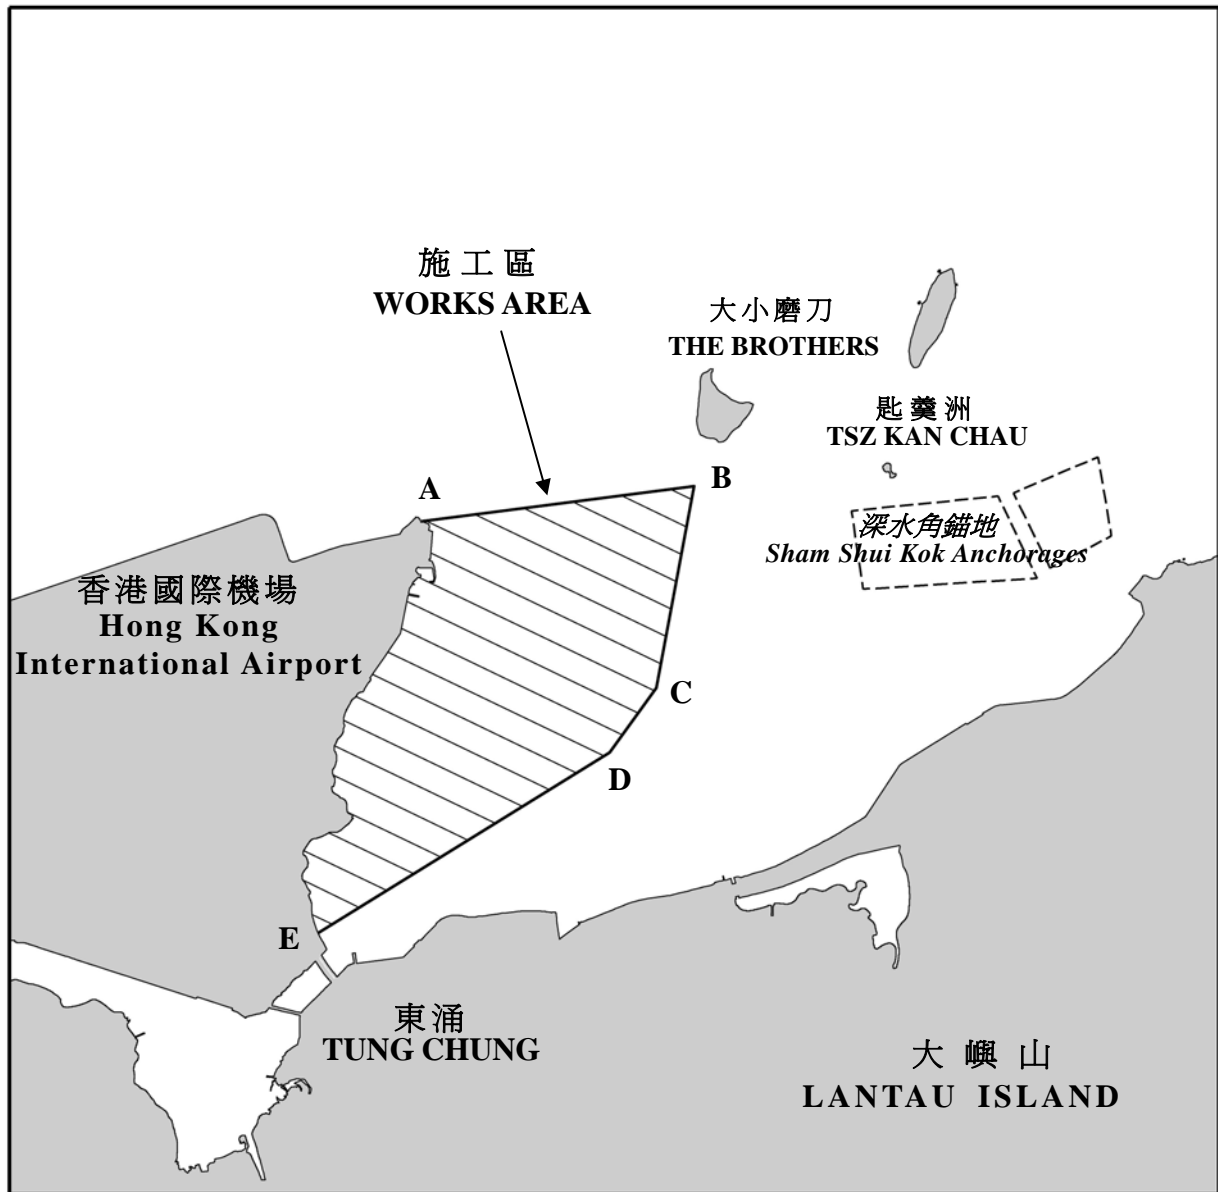 施工區
WORKS AREA
大小磨刀
THE BROTHERS
匙羹洲
TSZ KAN CHAU
A
B
深水角錨地
Sham Shui Kok Anchorages
香港國際機場
Hong Kong
International Airport
C
D
E
東涌
TUNG CHUNG
大嶼山
LANTAU ISLAND